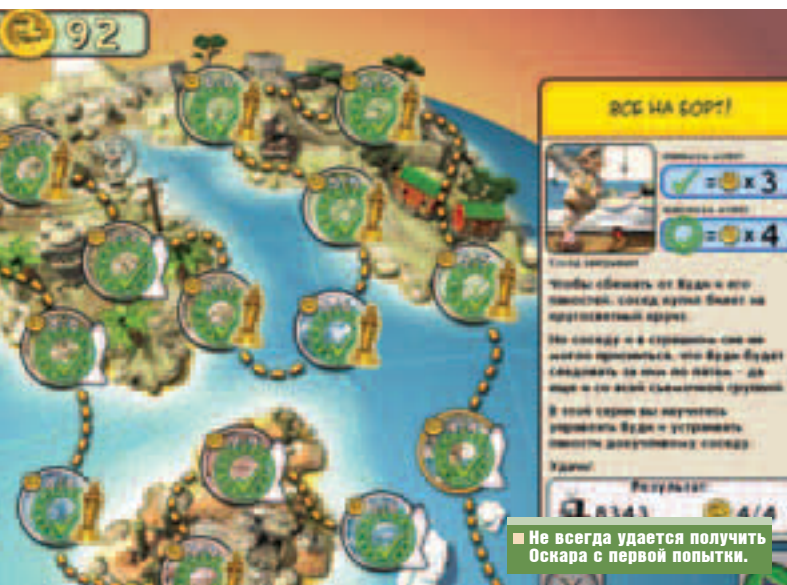 92
ВСЕ НА БОРТ!
= x 3
= x 4
Чтобы сбежать от Вуди и его
пакостей, сосед купил билет на
кругосветный круиз.
Но соседу и в страшном сне не
могло присниться, что Вуди будет
следовать за ним по пятам - да
еще и со всей съемочной группой.
В этой серии вы научитесь
управлять Вуди и устраивать
пакости докучливому соседу.
Удачи!
Результат:
8343 4/4
Не всегда удается получить
Оскара с первой попытки.